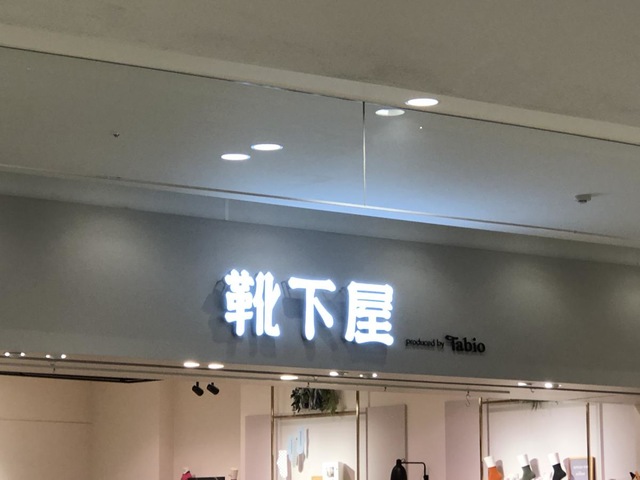 靴下屋
produced by Tabio